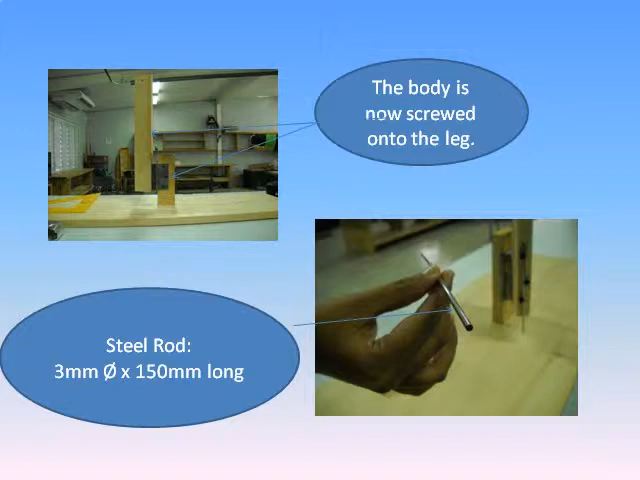 The body is
now screwed
onto the leg.
Steel Rod:
3mm Ø x 150mm long